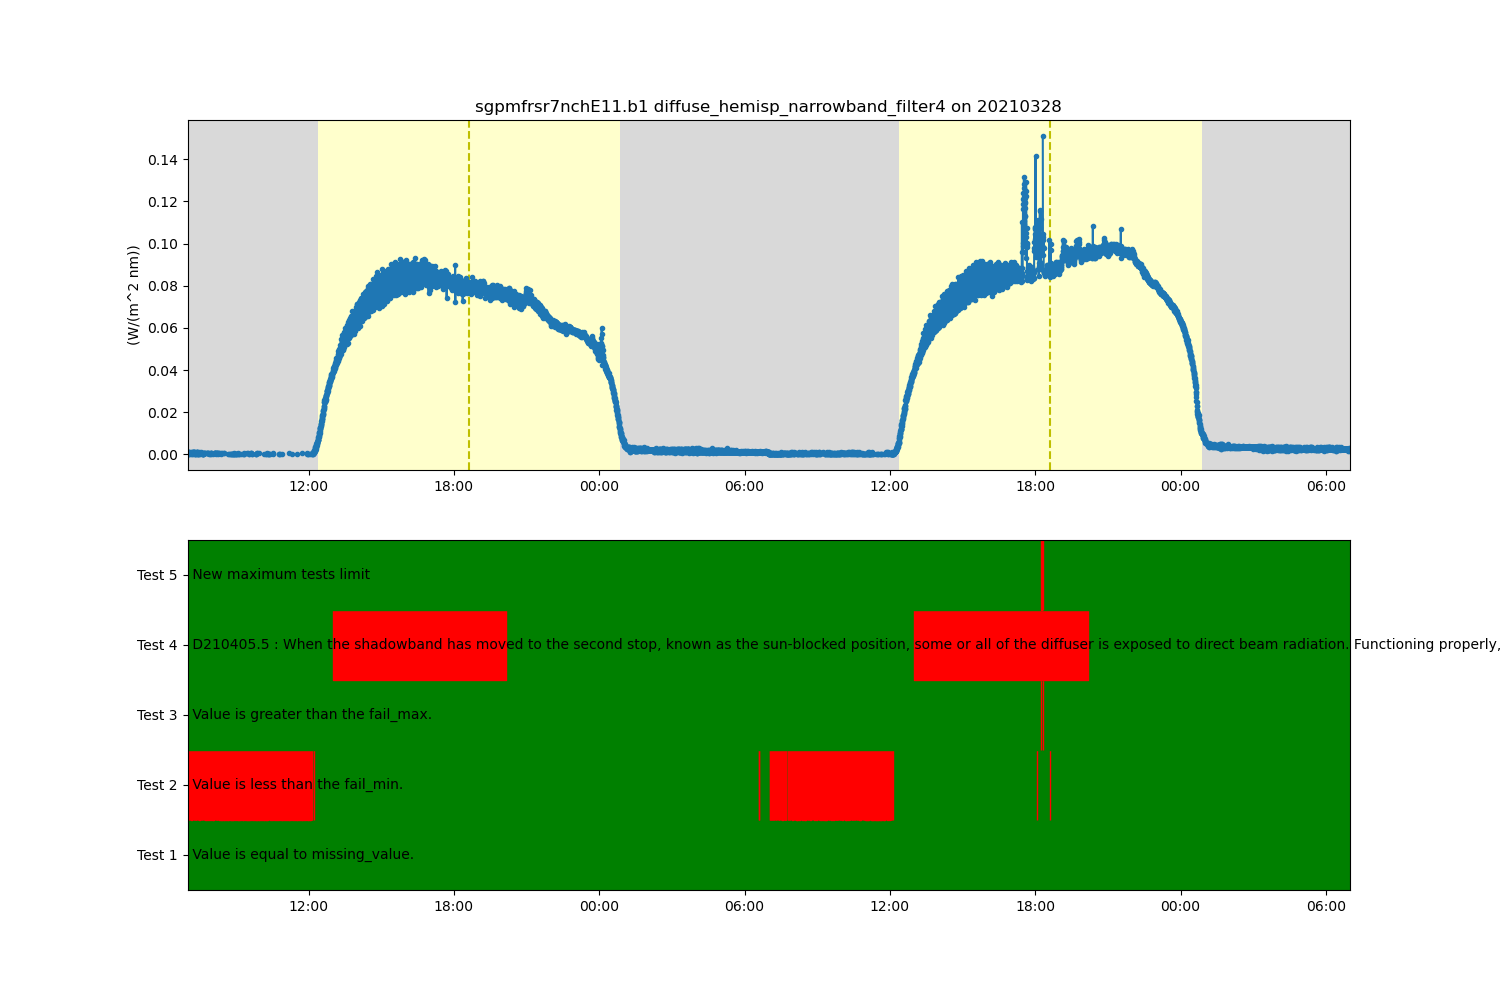 sgpmfrsr7nchE11.b1 diffuse_hemisp_narrowband_filter4 on 20210328
(W/(m^2 nm))
0.14
0.12
0.10
0.08
0.06
0.04
0.02
0.00
12:00 18:00 00:00 06:00 12:00 18:00 00:00 06:00
Test 5 New maximum tests limit
Test 4 D210405.5 : When the shadowband has moved to the second stop, known as the sun-blocked position, some or all of the diffuser is exposed to direct beam radiation. Functioning properly,
Test 3 Value is greater than the fail_max.
Test 2 Value is less than the fail_min.
Test 1 Value is equal to missing_value.
12:00 18:00 00:00 06:00 12:00 18:00 00:00 06:00